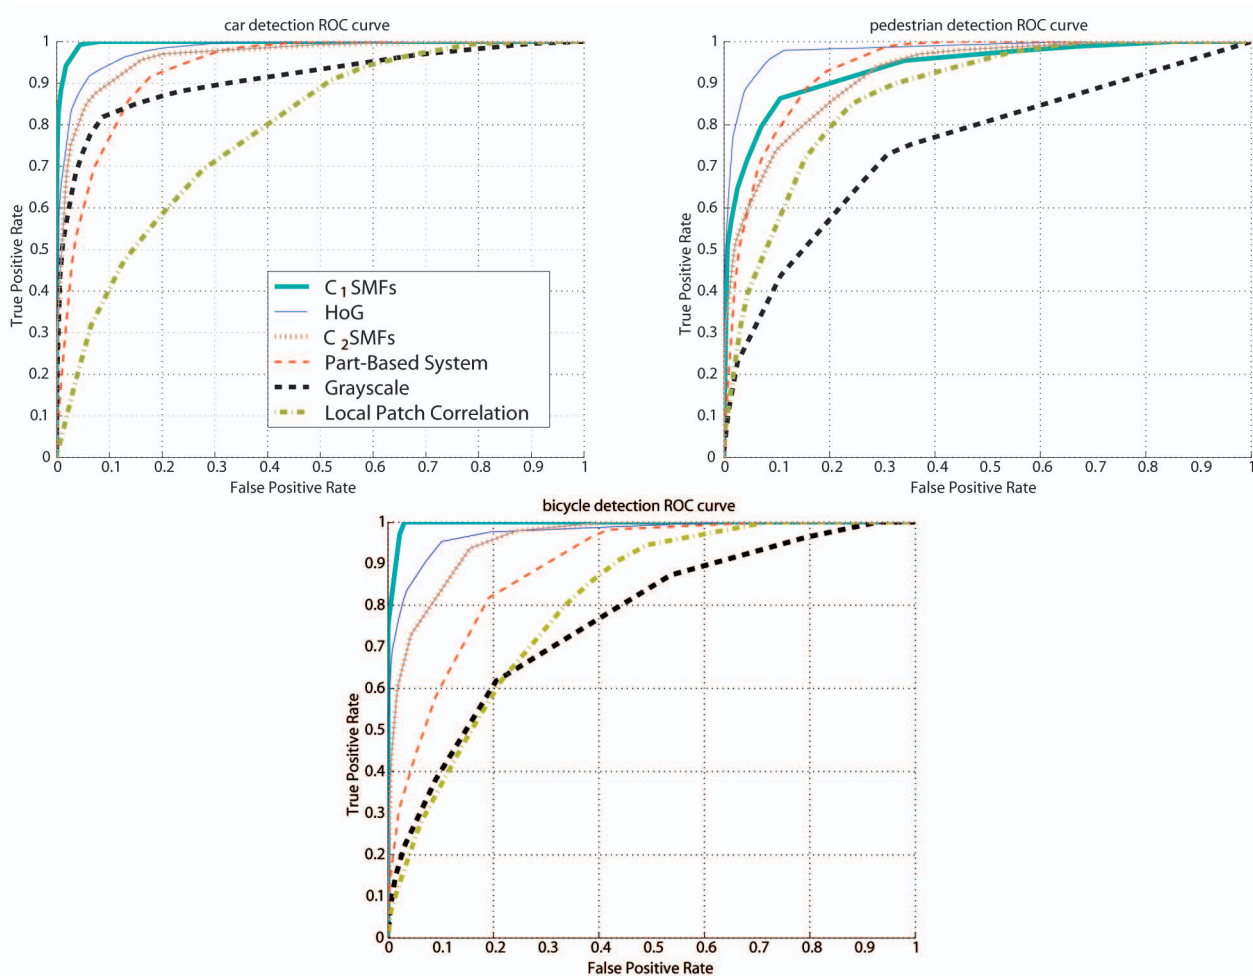 car detection ROC curve
1
0.9
0.8
0.7
0.6
0.5
0.4
0.3
0.2
0.1
0
True Positive Rate
0 0.1 0.2 0.3 0.4 0.5 0.6 0.7 0.8 0.9 1
False Positive Rate
C1SMFs
HoG
C2SMFs
Part-Based System
Grayscale
Local Patch Correlation
pedestrian detection ROC curve
1
0.9
0.8
0.7
0.6
0.5
0.4
0.3
0.2
0.1
0
True Positive Rate
0 0.1 0.2 0.3 0.4 0.5 0.6 0.7 0.8 0.9 1
False Positive Rate
bicycle detection ROC curve
1
0.9
0.8
0.7
0.6
0.5
0.4
0.3
0.2
0.1
0
True Positive Rate
0 0.1 0.2 0.3 0.4 0.5 0.6 0.7 0.8 0.9 1
False Positive Rate